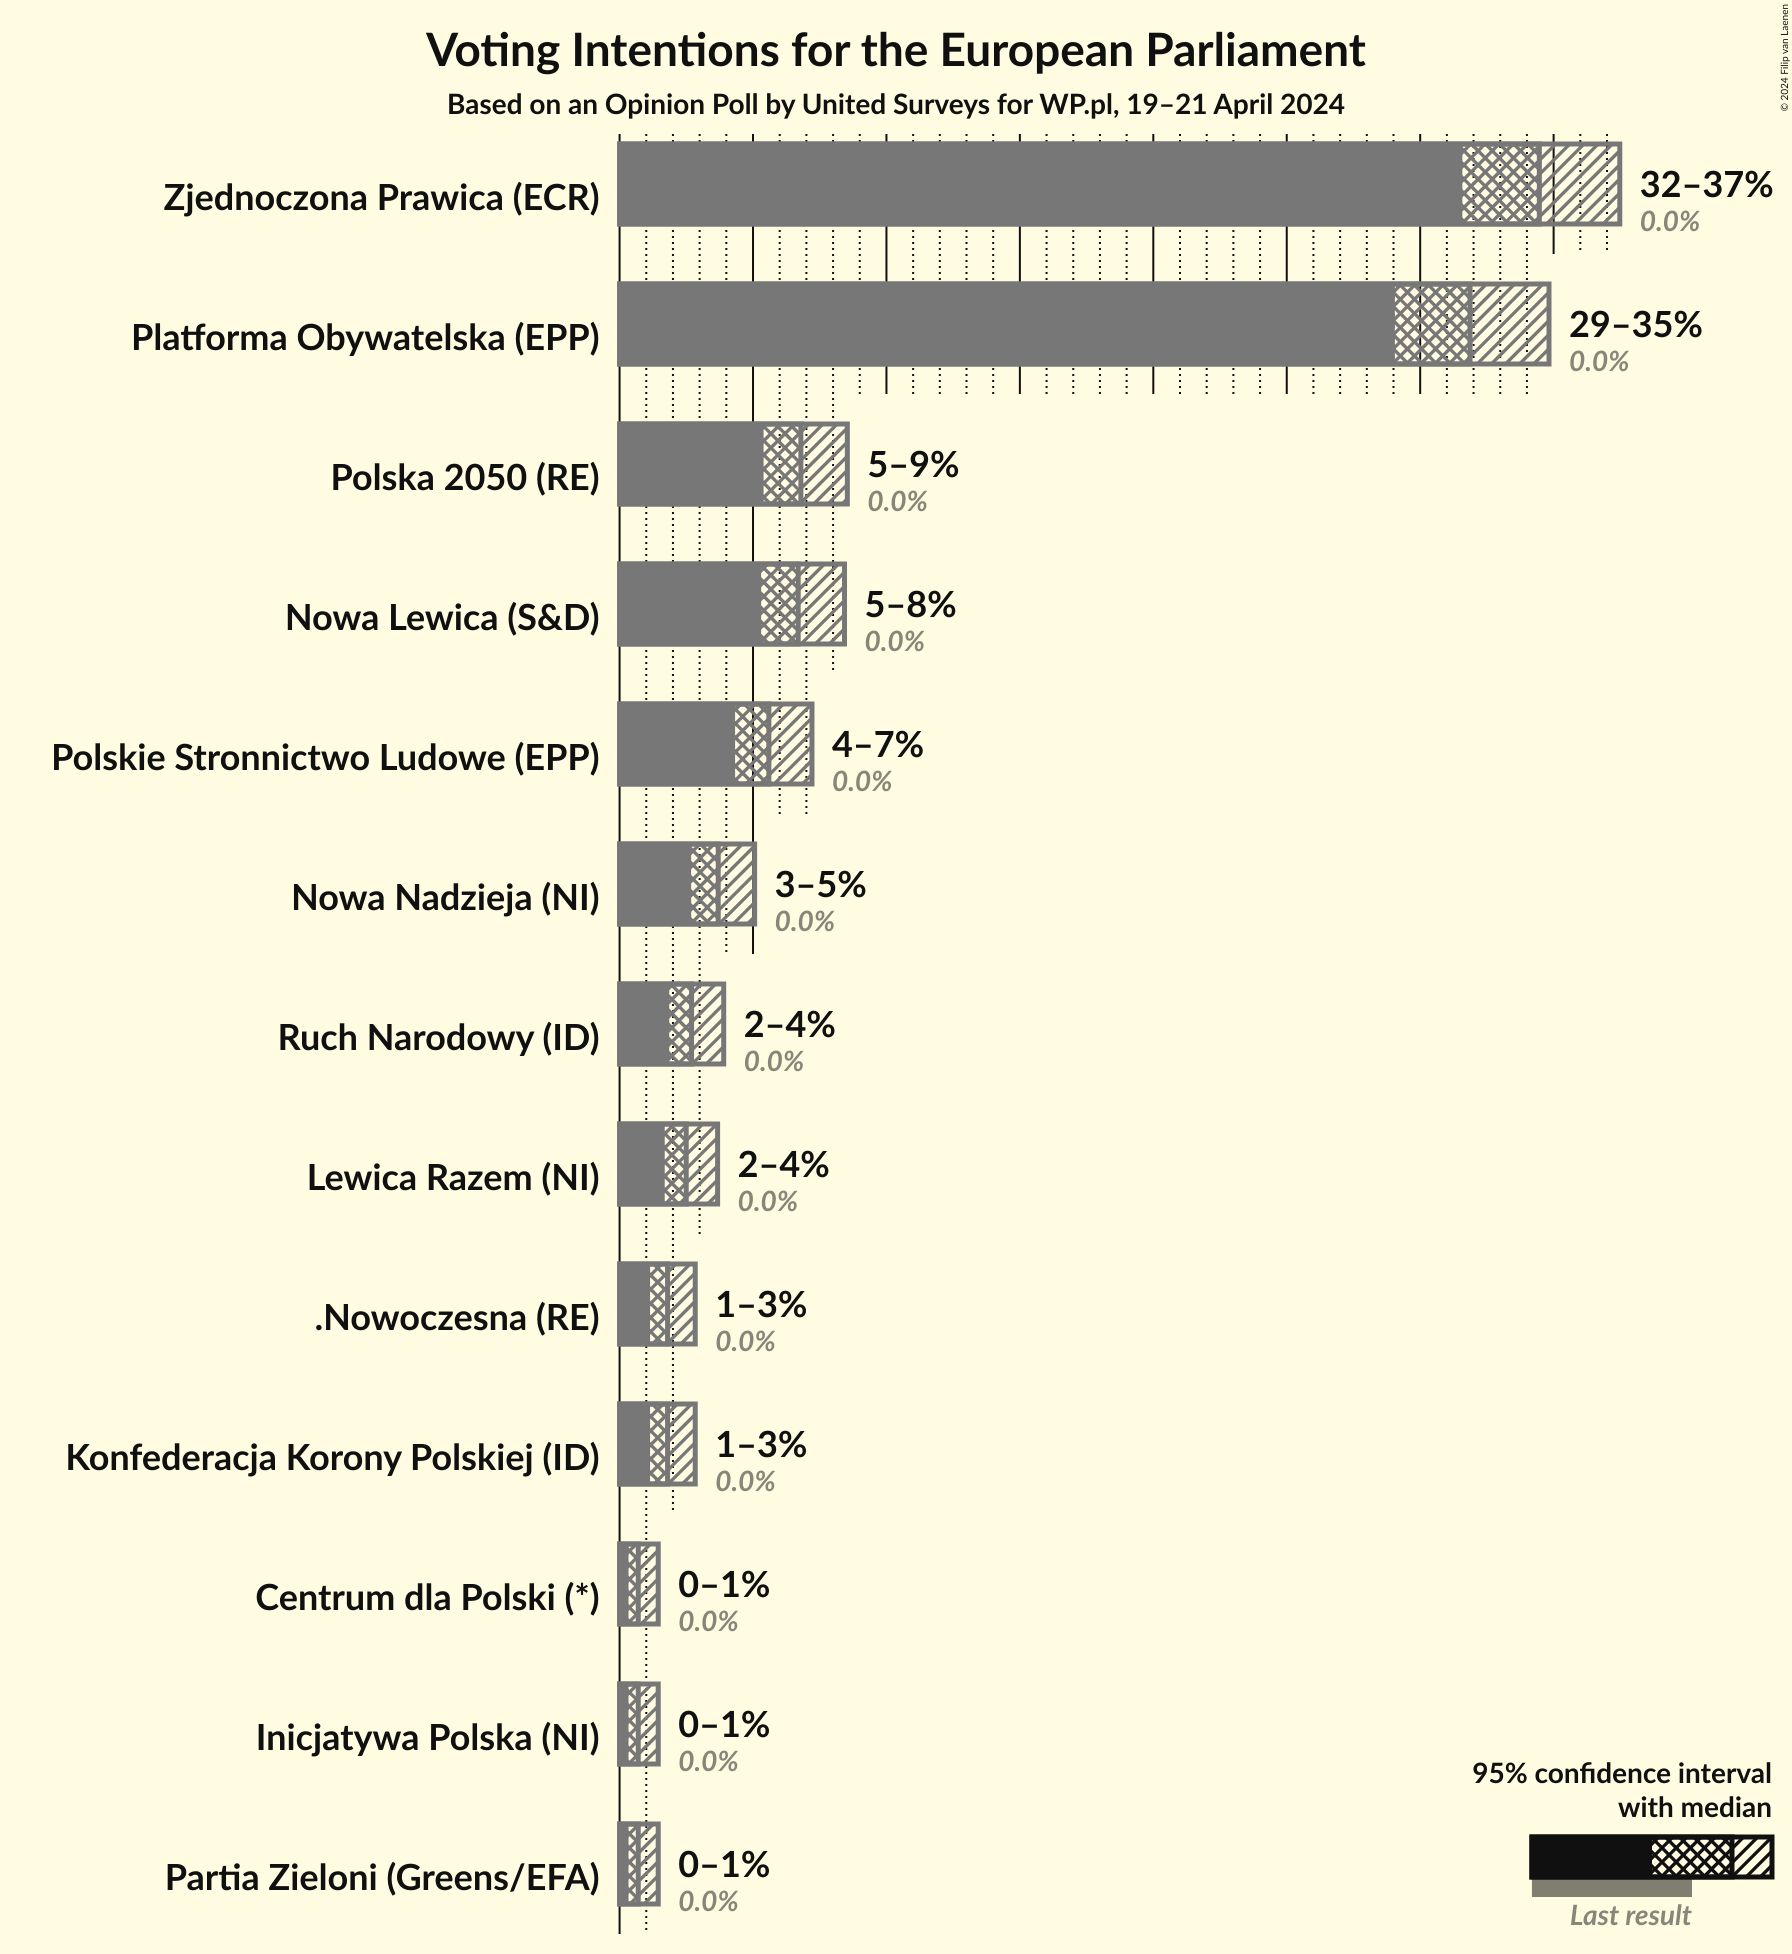 Voting Intentions for the European Parliament
Based on an Opinion Poll by United Surveys for WP.pl, 19–21 April 2024
© 2024 Filip van Laenen
Zjednoczona Prawica (ECR)
32–37%
0.0%
Platforma Obywatelska (EPP)
29–35%
0.0%
Polska 2050 (RE)
5–9%
0.0%
Nowa Lewica (S&D)
5–8%
0.0%
Polskie Stronnictwo Ludowe (EPP)
4–7%
0.0%
Nowa Nadzieja (NI)
3–5%
0.0%
Ruch Narodowy (ID)
2–4%
0.0%
Lewica Razem (NI)
2–4%
0.0%
.Nowoczesna (RE)
1–3%
0.0%
Konfederacja Korony Polskiej (ID)
1–3%
0.0%
Centrum dla Polski (*)
0–1%
0.0%
Inicjatywa Polska (NI)
0–1%
0.0%
Partia Zieloni (Greens/EFA)
0–1%
0.0%
95% confidence interval
with median
Last result